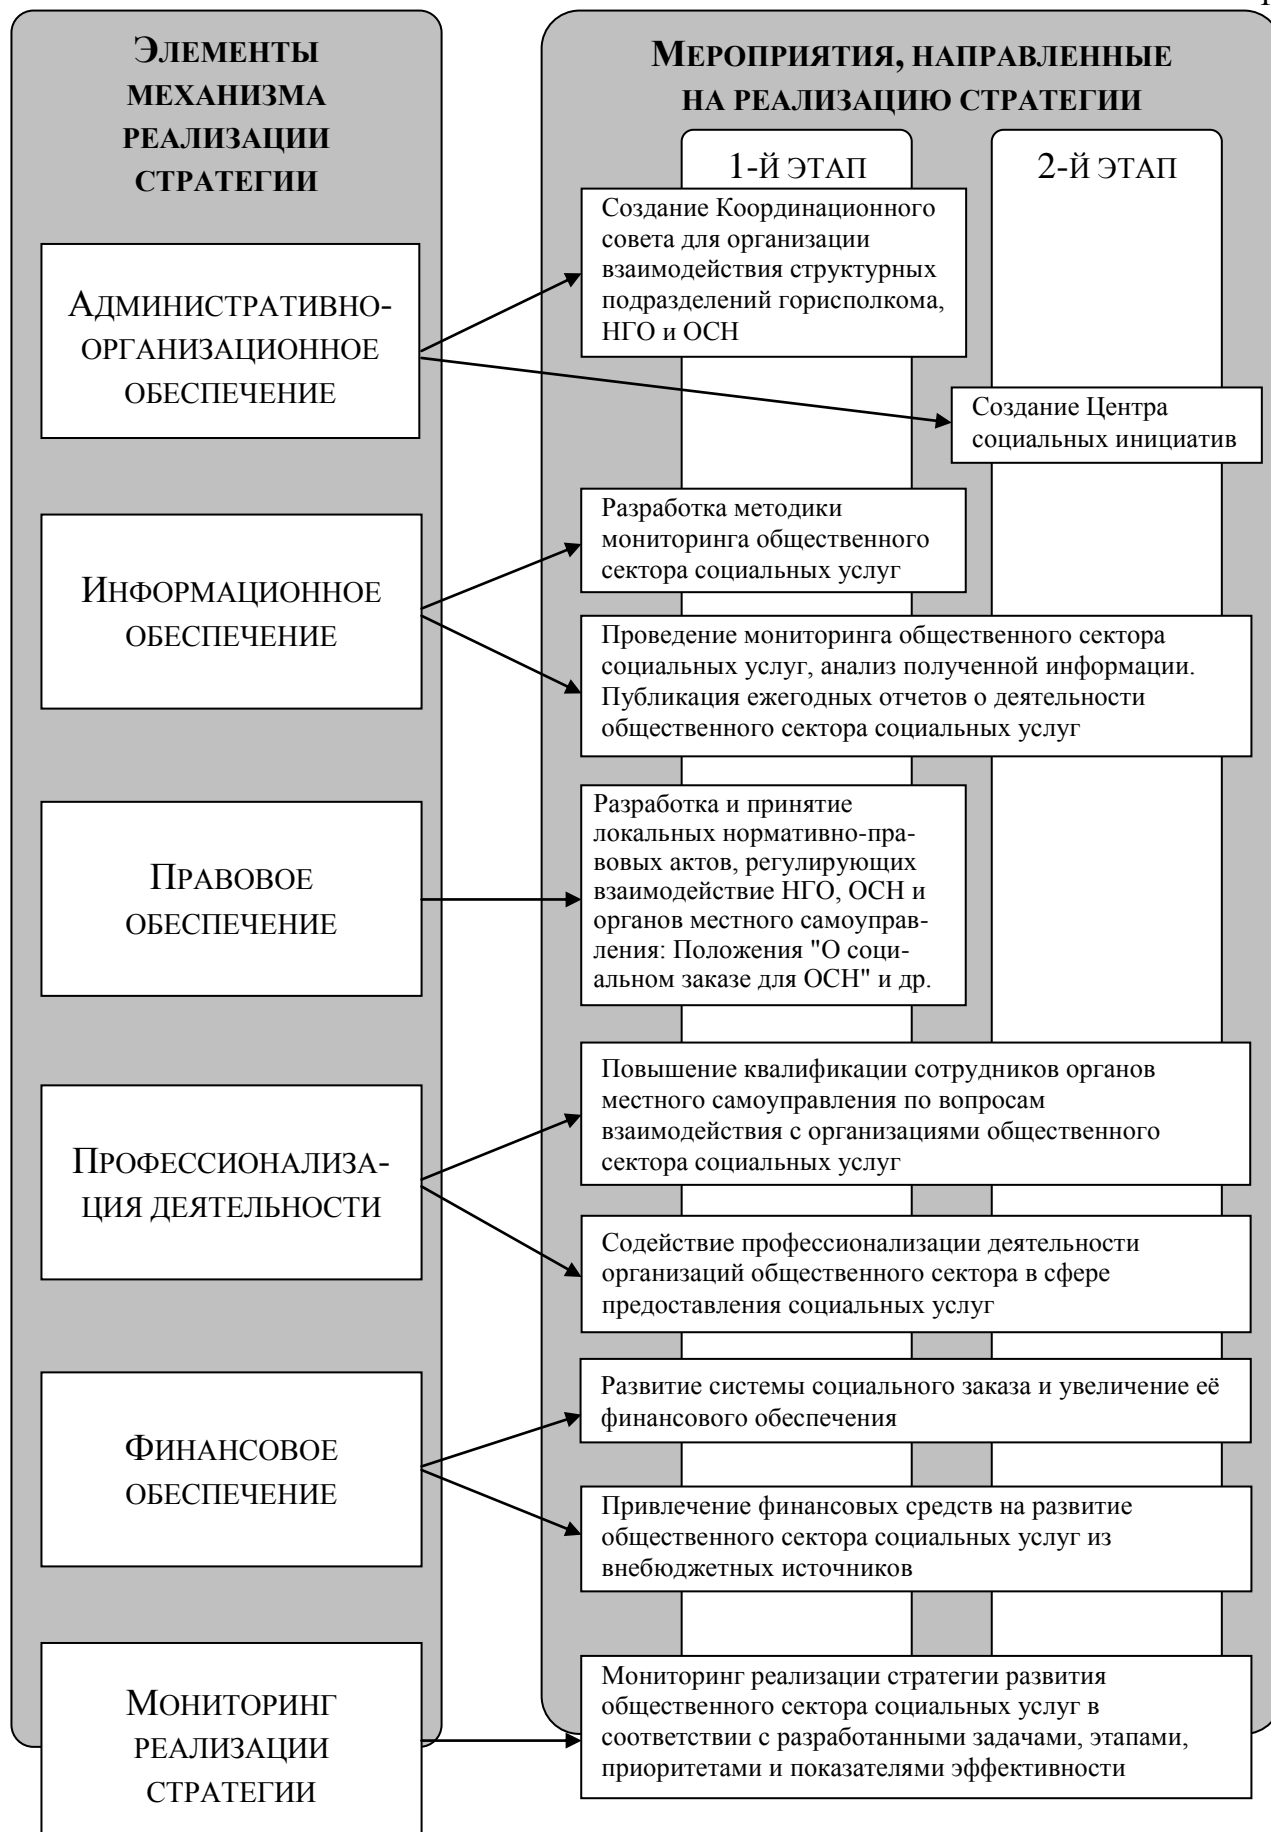 ЭЛЕМЕНТЫ
МЕХАНИЗМА
РЕАЛИЗАЦИИ
СТРАТЕГИИ
МЕРОПРИЯТИЯ, НАПРАВЛЕННЫЕ
НА РЕАЛИЗАЦИЮ СТРАТЕГИИ
1-Й ЭТАП
2-Й ЭТАП
АДМИНИСТРАТИВНО-
ОРГАНИЗАЦИОННОЕ
ОБЕСПЕЧЕНИЕ
Создание Координационного
совета для организации
взаимодействия структурных
подразделений горисполкома,
НГО и ОСН
Создание Центра
социальных инициатив
ИНФОРМАЦИОННОЕ
ОБЕСПЕЧЕНИЕ
Разработка методики
мониторинга общественного
сектора социальных услуг
Проведение мониторинга общественного сектора
социальных услуг, анализ полученной информации.
Публикация ежегодных отчетов о деятельности
общественного сектора социальных услуг
ПРАВОВОЕ
ОБЕСПЕЧЕНИЕ
Разработка и принятие
локальных нормативно-пра-
вовых актов, регулирующих
взаимодействие НГО, ОСН и
органов местного самоуправ-
ления: Положения "О соци-
альном заказе для ОСН" и др.
ПРОФЕССИОНАЛИЗА-
ЦИЯ ДЕЯТЕЛЬНОСТИ
Повышение квалификации сотрудников органов
местного самоуправления по вопросам
взаимодействия с организациями общественного
сектора социальных услуг
Содействие профессионализации деятельности
организаций общественного сектора в сфере
предоставления социальных услуг
ФИНАНСОВОЕ
ОБЕСПЕЧЕНИЕ
Развитие системы социального заказа и увеличение её
финансового обеспечения
Привлечение финансовых средств на развитие
общественного сектора социальных услуг из
внебюджетных источников
МОНИТОРИНГ
РЕАЛИЗАЦИИ
СТРАТЕГИИ
Мониторинг реализации стратегии развития
общественного сектора социальных услуг в
соответствии с разработанными задачами, этапами,
приоритетами и показателями эффективности